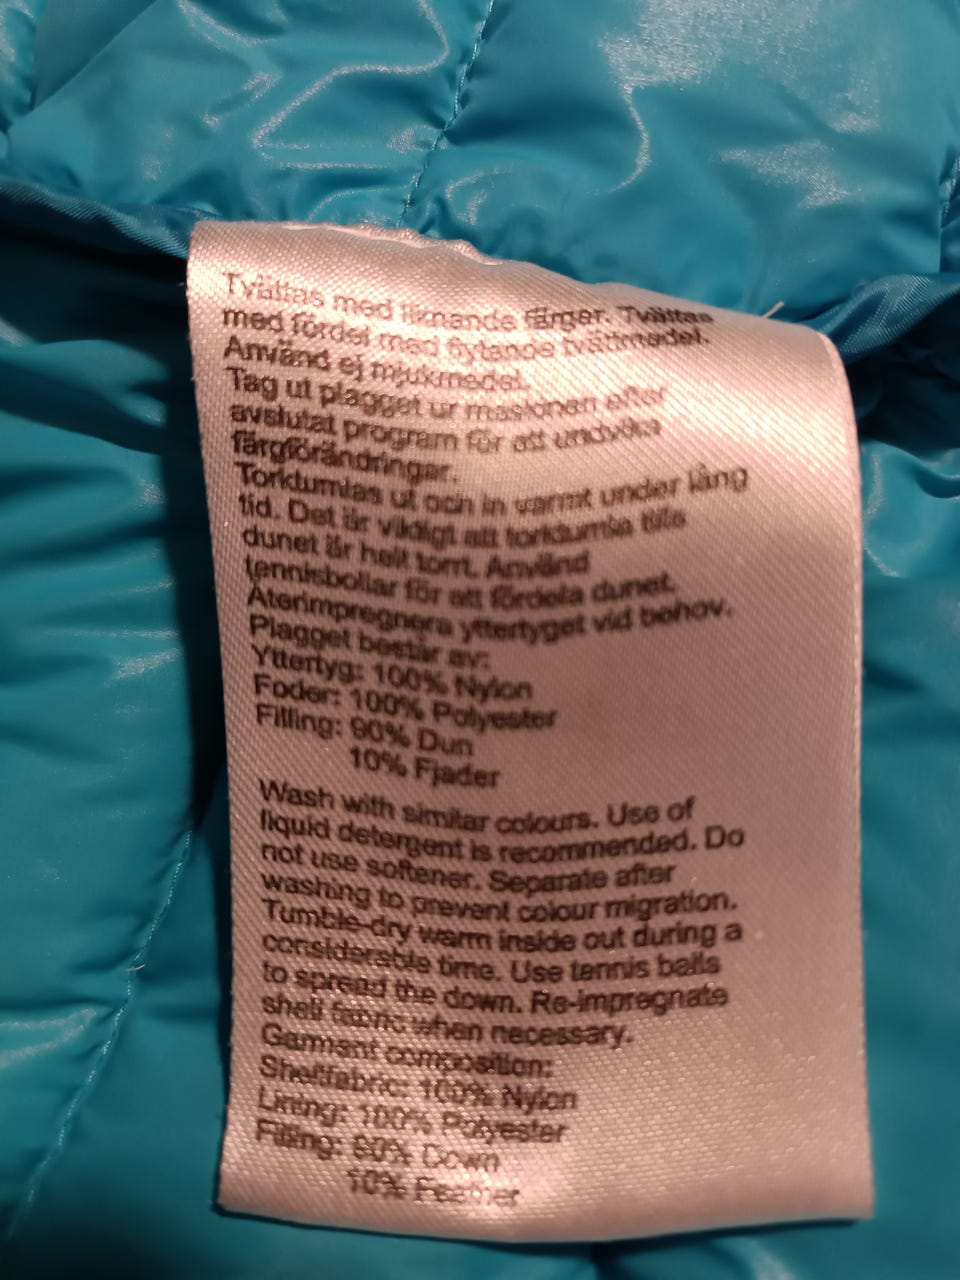 Tvättas med liknande färger. Tvättas
med fördel med flytande tvättmedel.
Använd ej mjukmedel.
Tag ut plagget ur maskinen efter
avslutat program för att undvika
färgförändringar.
Torktumlas ut och in varmt under lång
tid. Det är viktigt att torktumla tills
dunet är helt torrt. Använd
tennisbollar för att fördela dunet.
Återimpregnera yttertyget vid behov.
Plagget består av:
Yttertyg: 100% Nylon
Foder: 100% Polyester
Filling: 90% Dun
10% Fjäder
Wash with similar colours. Use of
liquid detergent is recommended. Do
not use softener. Separate after
washing to prevent colour migration.
Tumble-dry warm inside out during a
considerable time. Use tennis balls
to spread the down. Re-impregnate
shell fabric when necessary.
Garmant composition:
Shellfabric: 100% Nylon
Lining: 100% Polyester
Filling: 90% Down
10% Feather